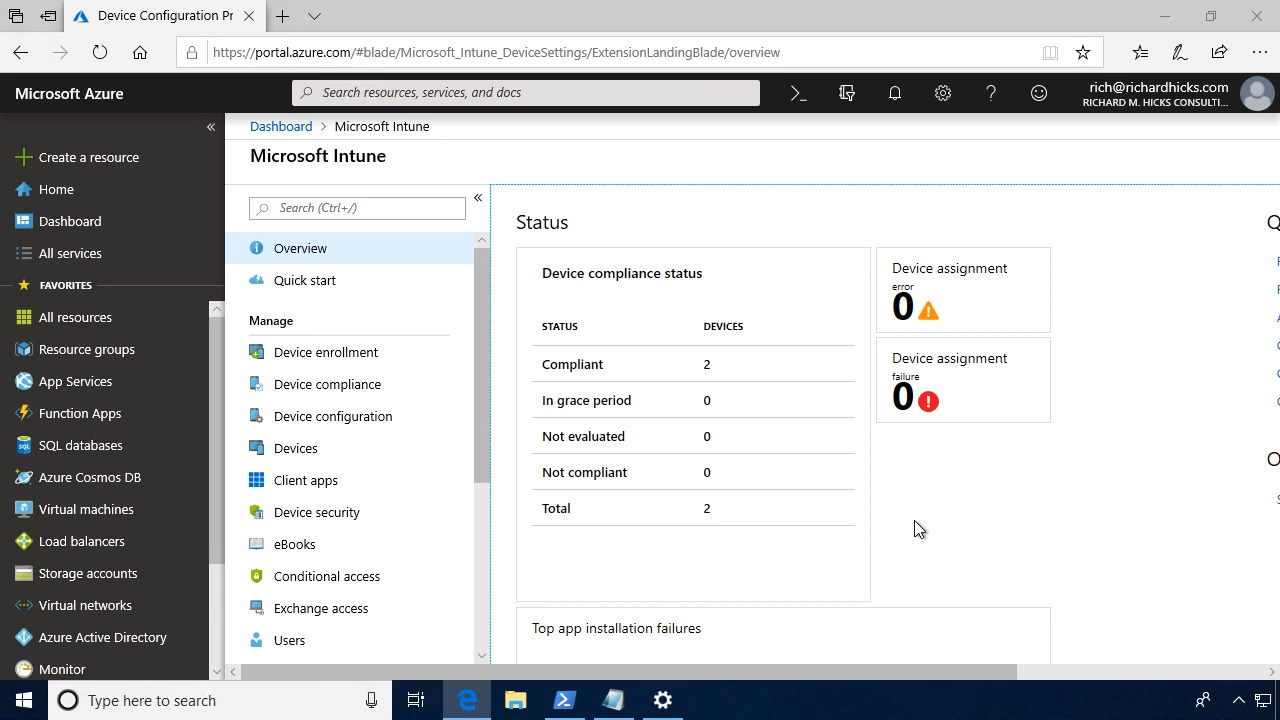 Device Configuration Pr
https://portal.azure.com/#blade/Microsoft_Intune_DeviceSettings/ExtensionLandingBlade/overview
Microsoft Azure
Search resources, services, and docs
rich@richardhicks.com
RICHARD M. HICKS CONSULTI...
Create a resource
Home
Dashboard
All services
FAVORITES
All resources
Resource groups
App Services
Function Apps
SQL databases
Azure Cosmos DB
Virtual machines
Load balancers
Storage accounts
Virtual networks
Azure Active Directory
Monitor
Dashboard > Microsoft Intune
Microsoft Intune
Search (Ctrl+/)
Overview
Quick start
Manage
Device enrollment
Device compliance
Device configuration
Devices
Client apps
Device security
eBooks
Conditional access
Exchange access
Users
Status
Device compliance status
STATUS DEVICES
Compliant 2
In grace period 0
Not evaluated 0
Not compliant 0
Total 2
Device assignment
error
0
Device assignment
failure
0
Top app installation failures
Type here to search